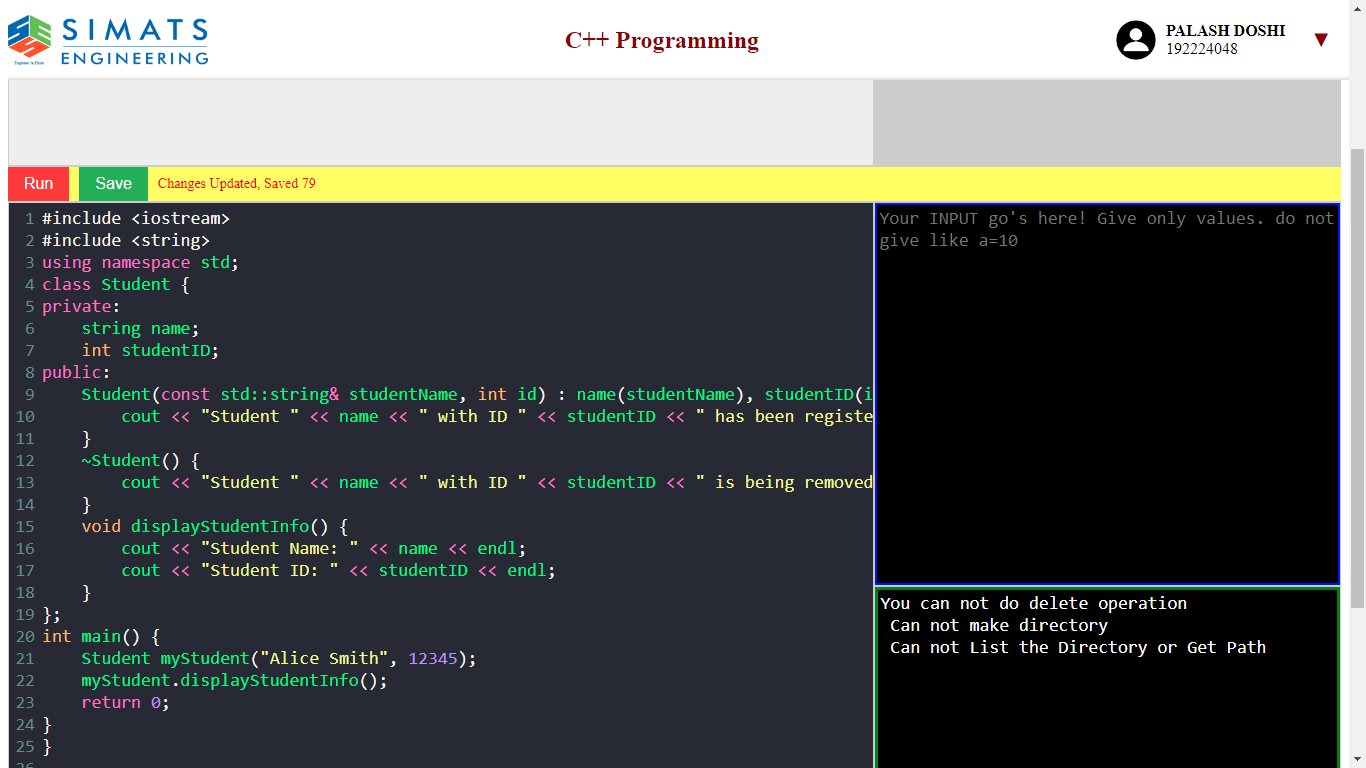 SIMATS
ENGINEERING
Engineer to Excel
C++ Programming
PALASH DOSHI
192224048
▼
Run
Save
Changes Updated, Saved 79
1 #include <iostream>
2 #include <string>
3 using namespace std;
4 class Student {
5 private:
6     string name;
7     int studentID;
8 public:
9     Student(const std::string& studentName, int id) : name(studentName), studentID(i
10         cout << "Student " << name << " with ID " << studentID << " has been registe
11     }
12     ~Student() {
13         cout << "Student " << name << " with ID " << studentID << " is being removed
14     }
15     void displayStudentInfo() {
16         cout << "Student Name: " << name << endl;
17         cout << "Student ID: " << studentID << endl;
18     }
19 };
20 int main() {
21     Student myStudent("Alice Smith", 12345);
22     myStudent.displayStudentInfo();
23     return 0;
24 }
25 }
Your INPUT go's here! Give only values. do not
give like a=10
You can not do delete operation
Can not make directory
Can not List the Directory or Get Path